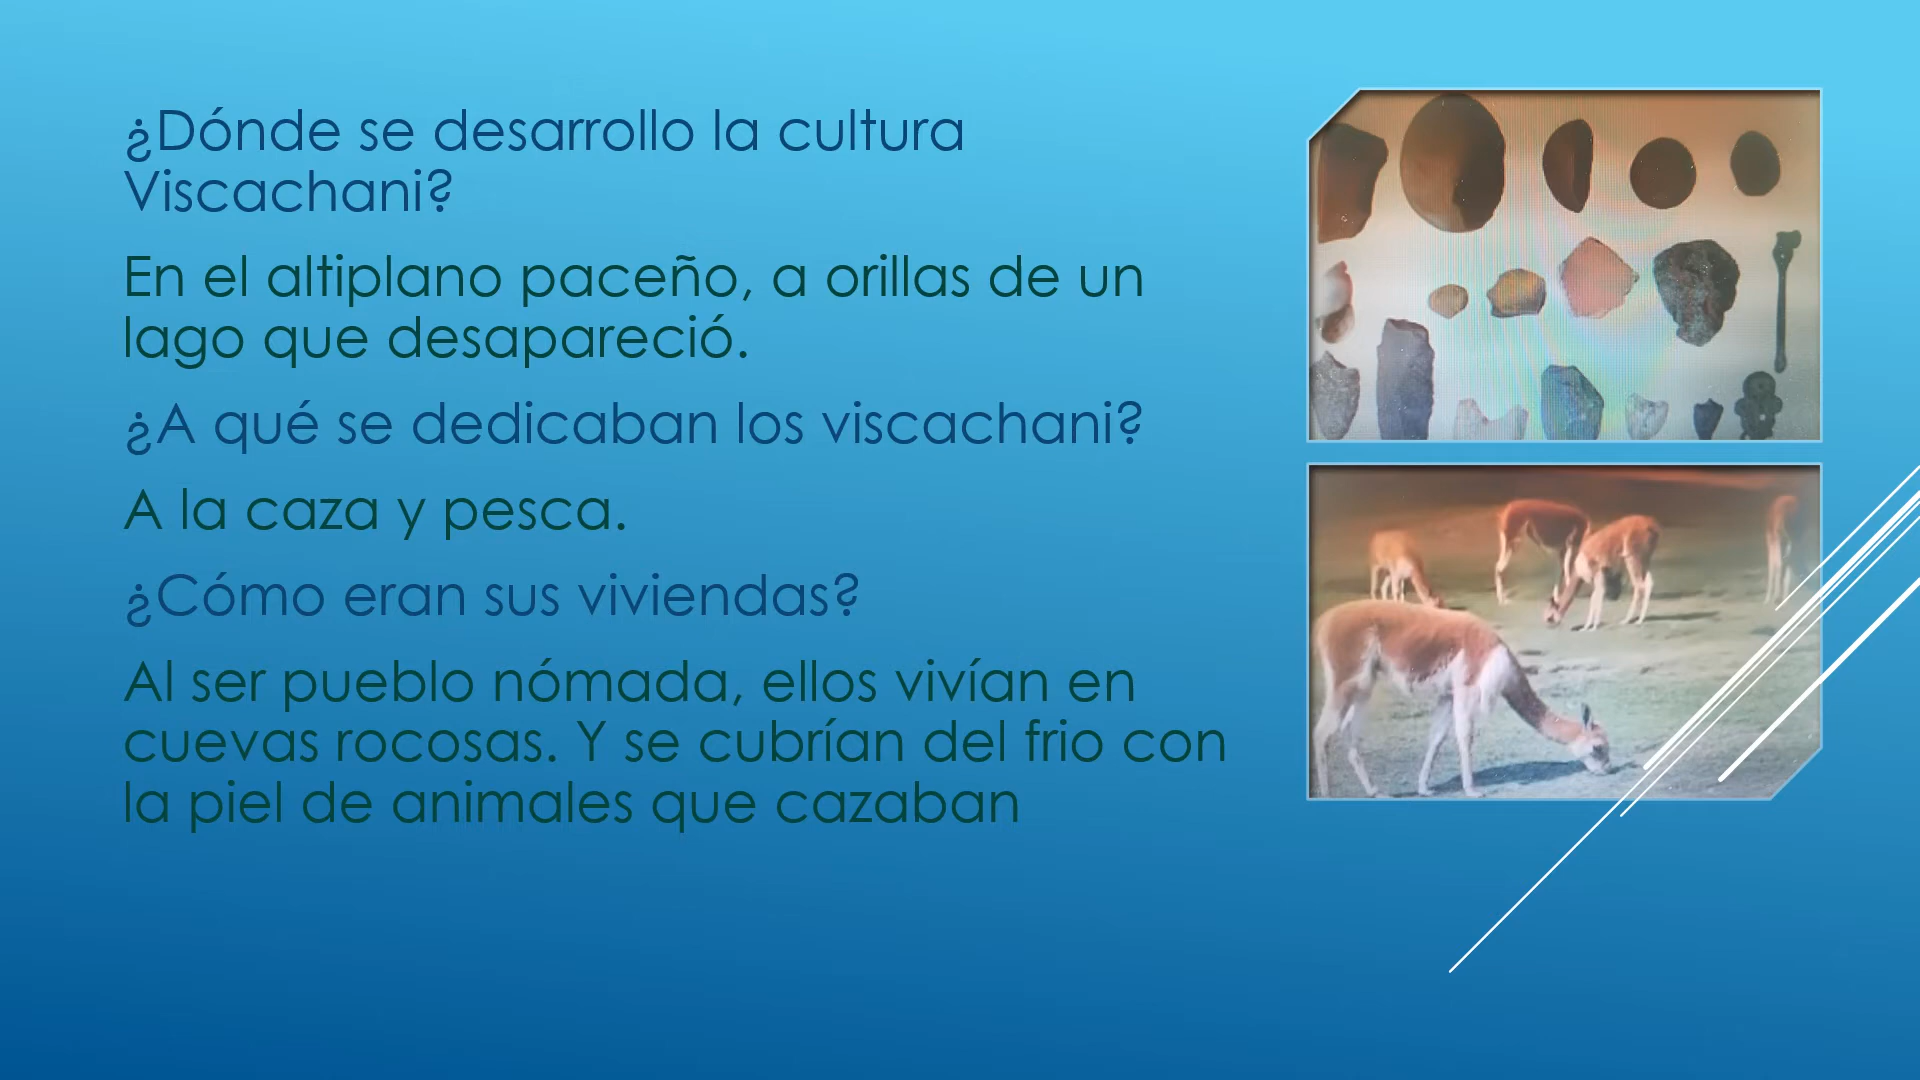 ¿Dónde se desarrollo la cultura
Viscachani?
En el altiplano paceño, a orillas de un
lago que desapareció.
¿A qué se dedicaban los viscachani?
A la caza y pesca.
¿Cómo eran sus viviendas?
Al ser pueblo nómada, ellos vivían en
cuevas rocosas. Y se cubrían del frio con
la piel de animales que cazaban